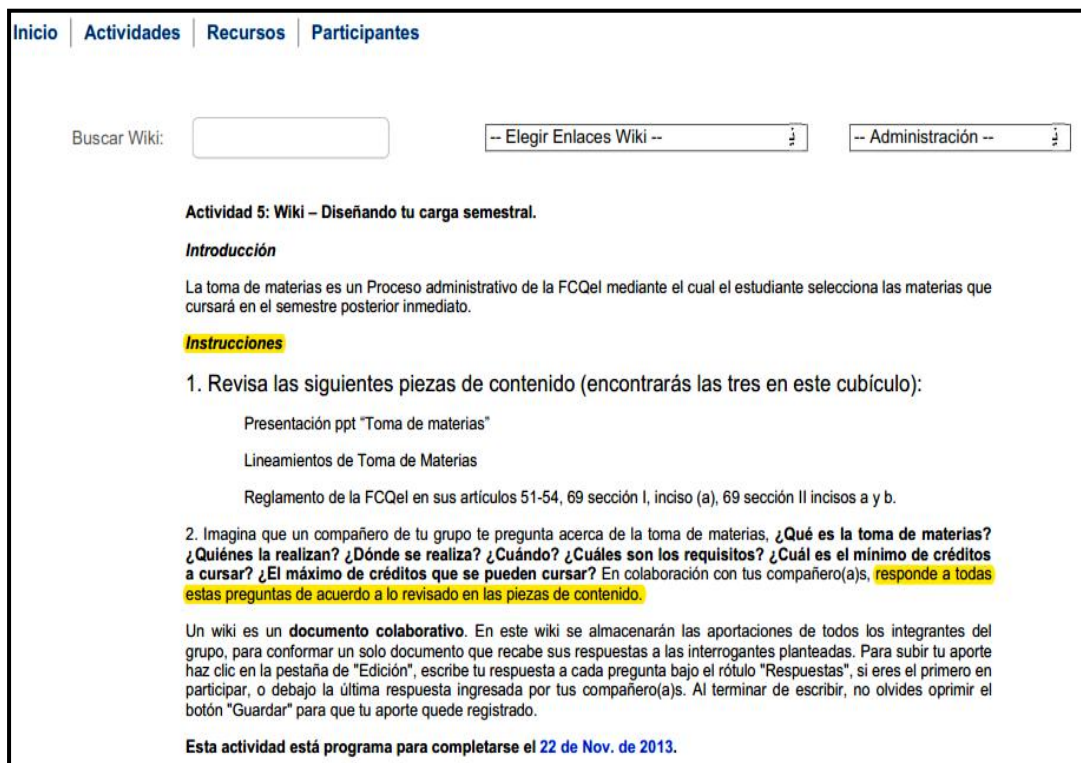 Inicio | Actividades | Recursos | Participantes
Buscar Wiki: -- Elegir Enlaces Wiki -- -- Administración --
Actividad 5: Wiki – Diseñando tu carga semestral.
Introducción
La toma de materias es un Proceso administrativo de la FCQeI mediante el cual el estudiante selecciona las materias que
cursará en el semestre posterior inmediato.
Instrucciones
1. Revisa las siguientes piezas de contenido (encontrarás las tres en este cubículo):
Presentación ppt “Toma de materias”
Lineamientos de Toma de Materias
Reglamento de la FCQeI en sus artículos 51-54, 69 sección I, inciso (a), 69 sección II incisos a y b.
2. Imagina que un compañero de tu grupo te pregunta acerca de la toma de materias, ¿Qué es la toma de materias?
¿Quiénes la realizan? ¿Dónde se realiza? ¿Cuándo? ¿Cuáles son los requisitos? ¿Cuál es el mínimo de créditos
a cursar? ¿El máximo de créditos que se pueden cursar? En colaboración con tus compañero(a)s, responde a todas
estas preguntas de acuerdo a lo revisado en las piezas de contenido.
Un wiki es un documento colaborativo. En este wiki se almacenarán las aportaciones de todos los integrantes del
grupo, para conformar un solo documento que recabe sus respuestas a las interrogantes planteadas. Para subir tu aporte
haz clic en la pestaña de "Edición", escribe tu respuesta a cada pregunta bajo el rótulo "Respuestas", si eres el primero en
participar, o debajo la última respuesta ingresada por tus compañero(a)s. Al terminar de escribir, no olvides oprimir el
botón "Guardar" para que tu aporte quede registrado.
Esta actividad está programa para completarse el 22 de Nov. de 2013.